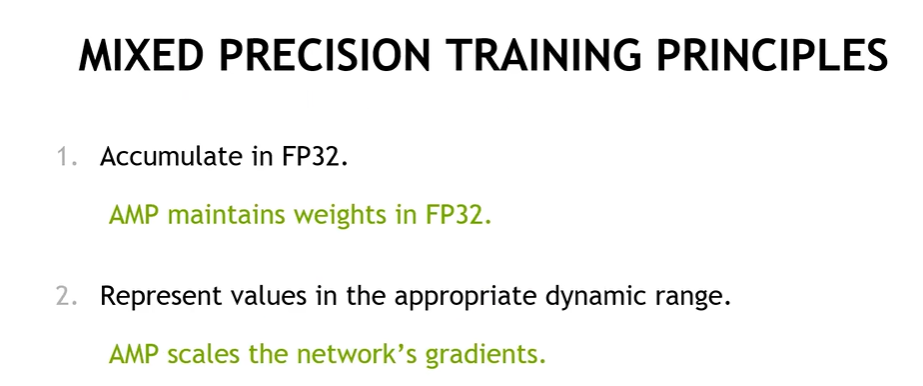 MIXED PRECISION TRAINING PRINCIPLES
1. Accumulate in FP32.
AMP maintains weights in FP32.
2. Represent values in the appropriate dynamic range.
AMP scales the network’s gradients.